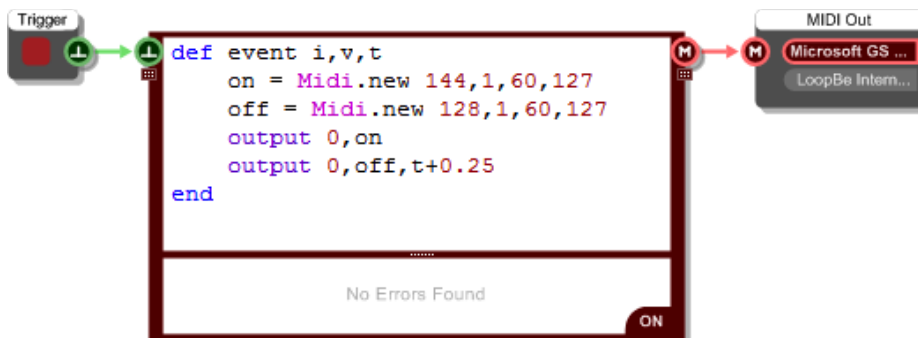 Trigger
MIDI Out
def event i,v,t
on = Midi.new 144,1,60,127
off = Midi.new 128,1,60,127
output 0,on
output 0,off,t+0.25
end
M
M
Microsoft GS ...
LoopBe Intern...
No Errors Found
ON